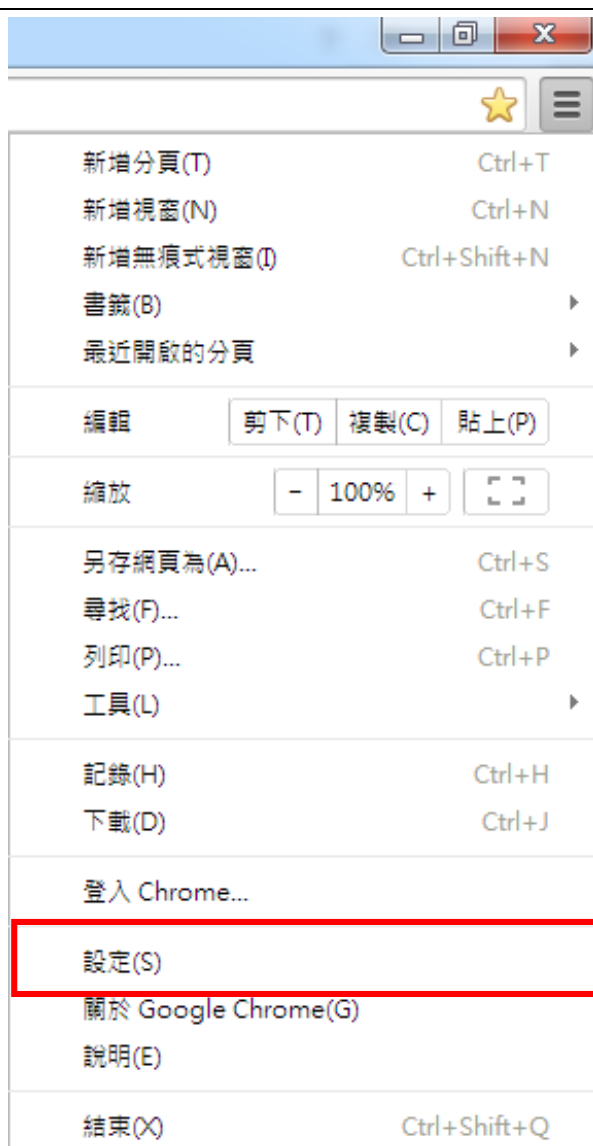 新增分頁(T) Ctrl+T
新增視窗(N) Ctrl+N
新增無痕式視窗(I) Ctrl+Shift+N
書籤(B)
最近開啟的分頁
編輯 剪下(T) 複製(C) 貼上(P)
縮放 - 100% +
另存網頁為(A)... Ctrl+S
尋找(F)... Ctrl+F
列印(P)... Ctrl+P
工具(L)
記錄(H) Ctrl+H
下載(D) Ctrl+J
登入 Chrome...
設定(S)
關於 Google Chrome(G)
說明(E)
結束(X) Ctrl+Shift+Q